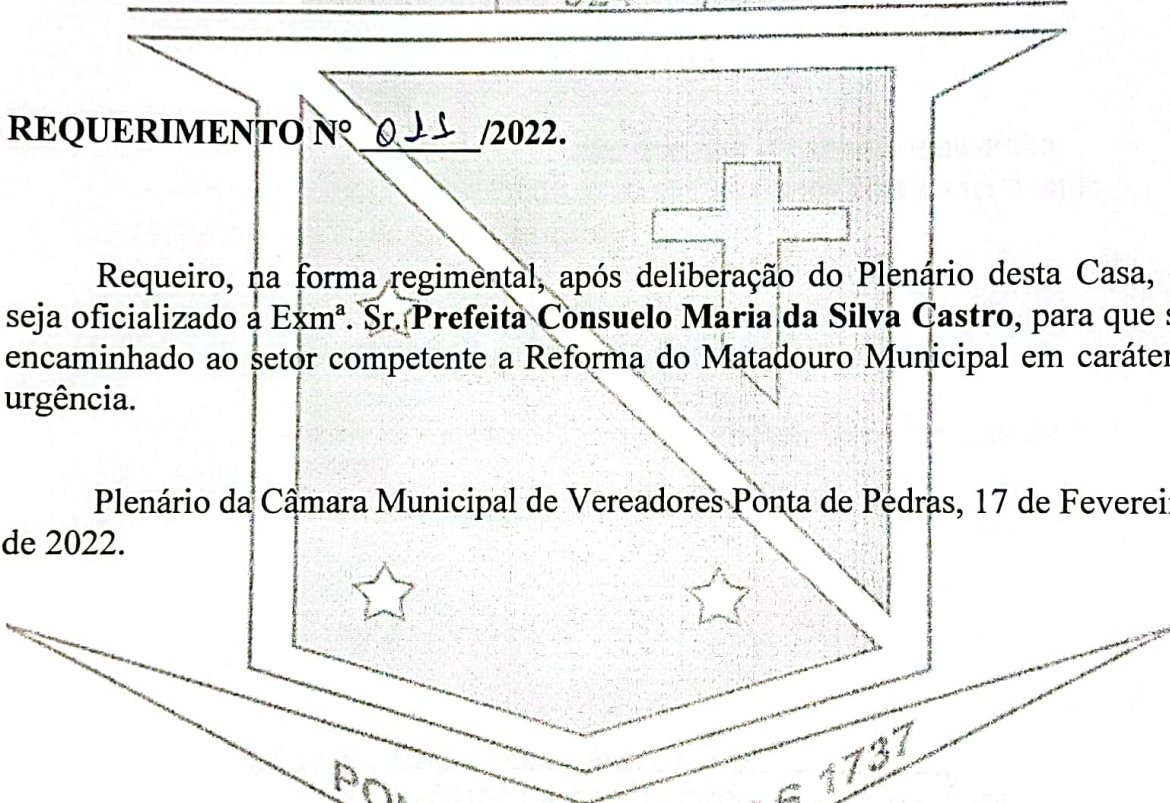 REQUERIMENTO Nº 011 /2022.
Requeiro, na forma regimental, após deliberação do Plenário desta Casa,
seja oficializado a Exmª. Sr. Prefeita Consuelo Maria da Silva Castro, para que s
encaminhado ao setor competente a Reforma do Matadouro Municipal em caráter
urgência.
Plenário da Câmara Municipal de Vereadores Ponta de Pedras, 17 de Feverei
de 2022.
1737